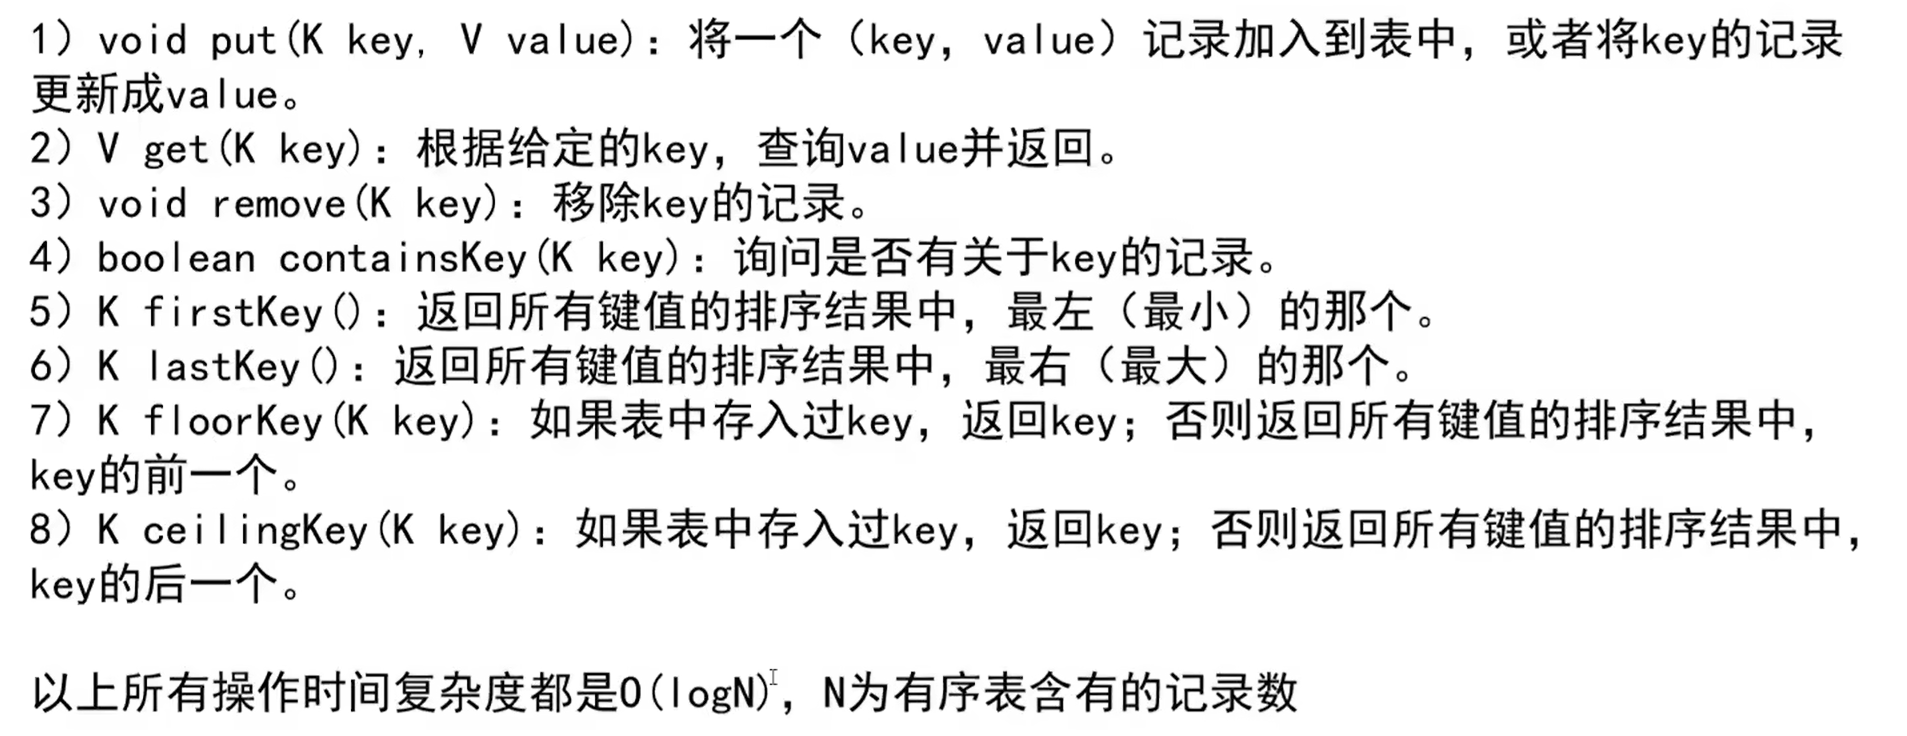 1) void put(K key, V value): 将一个（key，value）记录加入到表中，或者将key的记录
更新成value。
2) V get(K key): 根据给定的key，查询value并返回。
3) void remove(K key): 移除key的记录。
4) boolean containsKey(K key): 询问是否有关于key的记录。
5) K firstKey(): 返回所有键值的排序结果中，最左（最小）的那个。
6) K lastKey(): 返回所有键值的排序结果中，最右（最大）的那个。
7) K floorKey(K key): 如果表中存入过key，返回key；否则返回所有键值的排序结果中，
key的前一个。
8) K ceilingKey(K key): 如果表中存入过key，返回key；否则返回所有键值的排序结果中，
key的后一个。
以上所有操作时间复杂度都是O(logN)，N为有序表含有的记录数